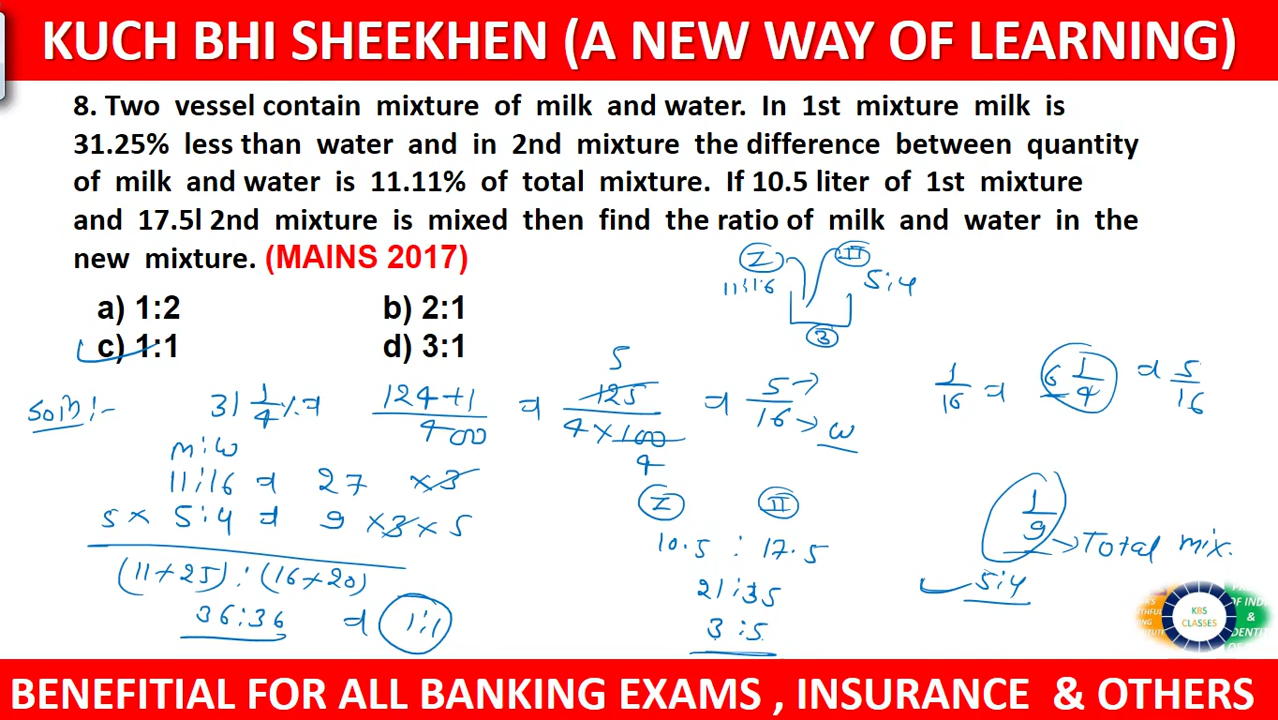 KUCH BHI SHEEKHEN (A NEW WAY OF LEARNING)
8. Two vessel contain mixture of milk and water. In 1st mixture milk is
31.25% less than water and in 2nd mixture the difference between quantity
of milk and water is 11.11% of total mixture. If 10.5 liter of 1st mixture
and 17.5l 2nd mixture is mixed then find the ratio of milk and water in the
new mixture. (MAINS 2017)
I II
11:16 5:4
3
a) 1:2 b) 2:1
c) 1:1 d) 3:1
Soln:- 31 1/4 % ⇒ 124+1/400 ⇒ 125/4×100 ⇒ 5/16 → w
5
4
1/16 ⇒ 6 1/4 ⇒ 5/16
m:w
11:16 ⇒ 27 ×3
5 × 5:4 ⇒ 9 ×3×5
(11+25):(16+20)
36:36 ⇒ 1:1
I II
10.5 : 17.5
21:35
3:5
1/9 → Total mix.
5:4
KBS
CLASSES
OF IND
&
DENTI
BENEFITIAL FOR ALL BANKING EXAMS , INSURANCE & OTHERS